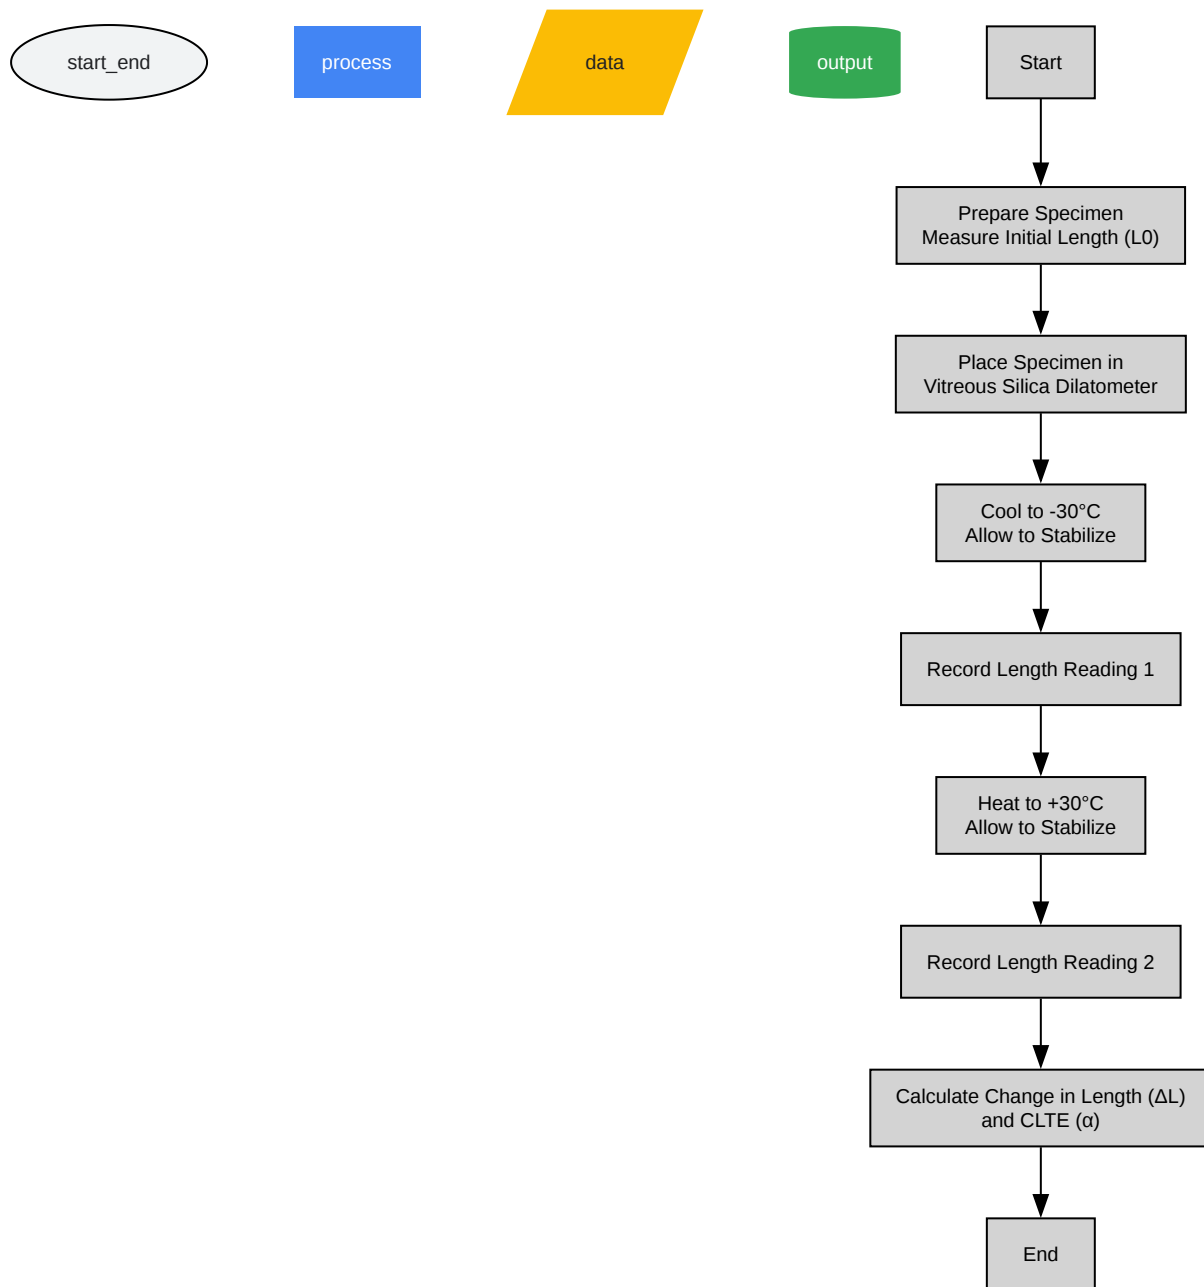 start_end
process
data
output
Start
Prepare Specimen
Measure Initial Length (L0)
Place Specimen in
Vitreous Silica Dilatometer
Cool to -30°C
Allow to Stabilize
Record Length Reading 1
Heat to +30°C
Allow to Stabilize
Record Length Reading 2
Calculate Change in Length (ΔL)
and CLTE (α)
End